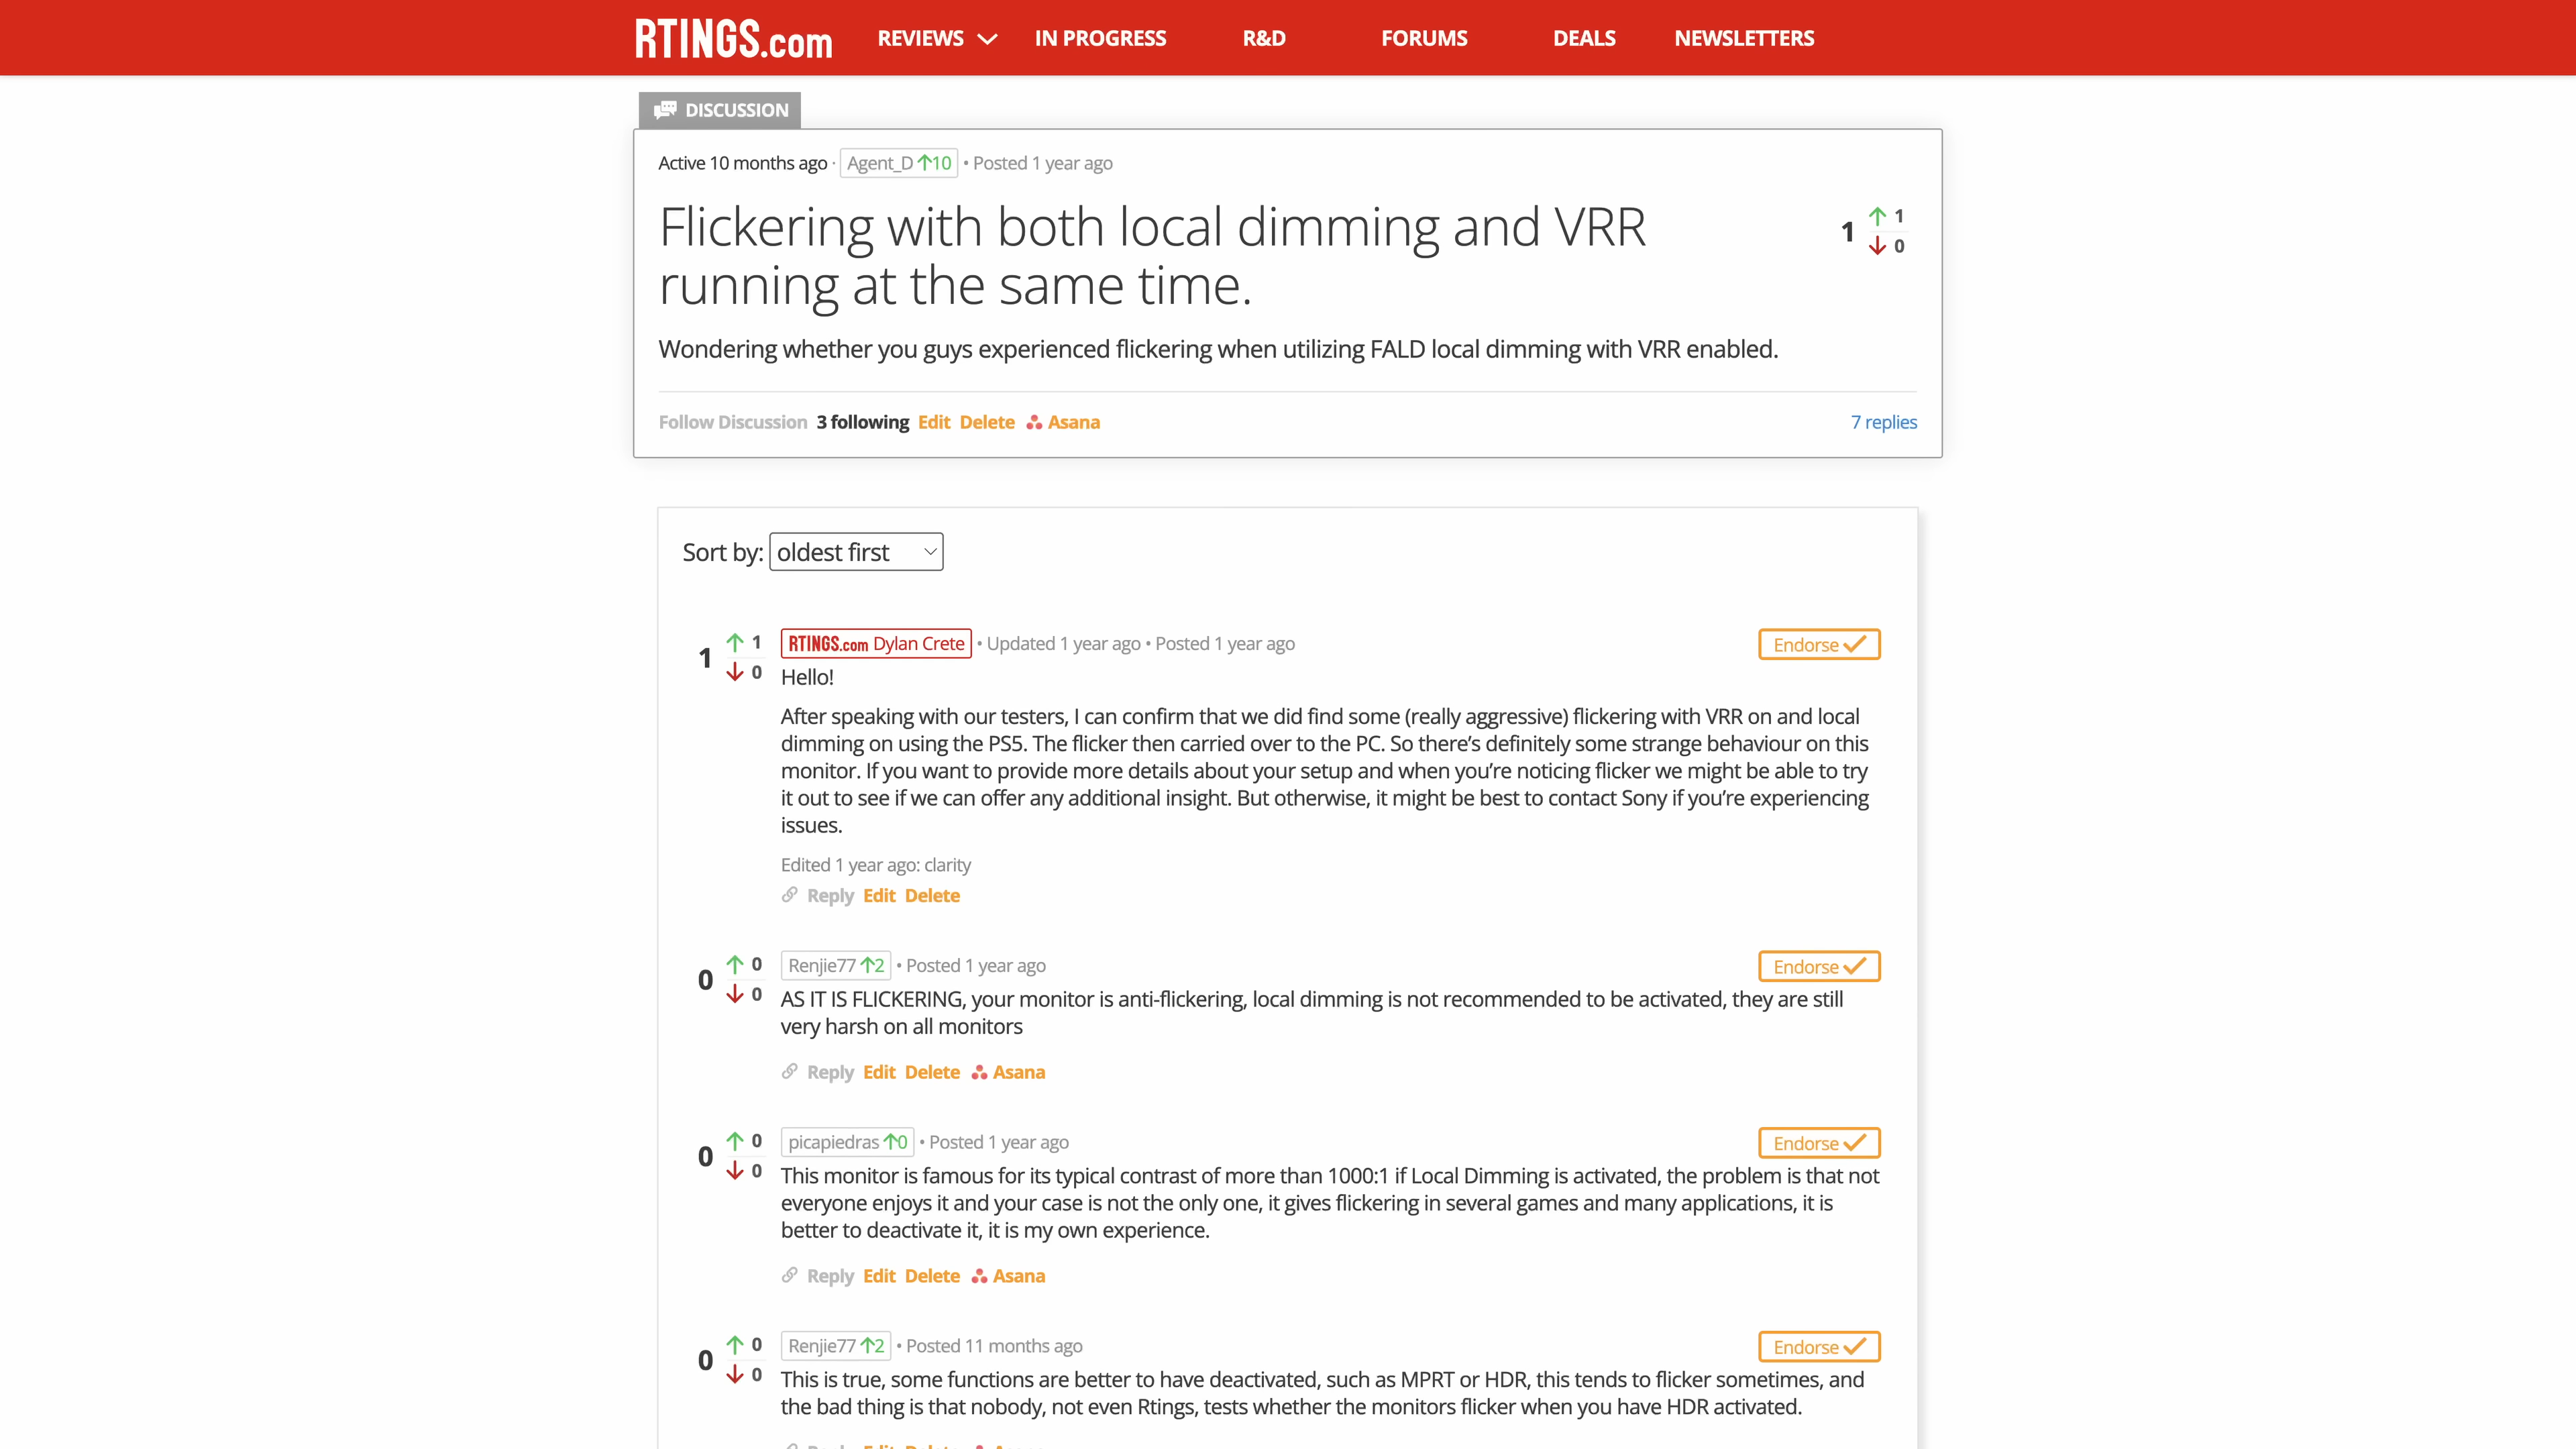 RTINGS.com REVIEWS IN PROGRESS R&D FORUMS DEALS NEWSLETTERS
DISCUSSION
Active 10 months ago · Agent_D 10 • Posted 1 year ago
Flickering with both local dimming and VRR
running at the same time.
1 1
0
Wondering whether you guys experienced flickering when utilizing FALD local dimming with VRR enabled.
Follow Discussion 3 following Edit Delete Asana 7 replies
Sort by: oldest first
1 1
0
RTINGS.com Dylan Crete • Updated 1 year ago • Posted 1 year ago Endorse
Hello!
After speaking with our testers, I can confirm that we did find some (really aggressive) flickering with VRR on and local
dimming on using the PS5. The flicker then carried over to the PC. So there's definitely some strange behaviour on this
monitor. If you want to provide more details about your setup and when you're noticing flicker we might be able to try
it out to see if we can offer any additional insight. But otherwise, it might be best to contact Sony if you're experiencing
issues.
Edited 1 year ago: clarity
Reply Edit Delete
0 0
0
Renjie77 2 • Posted 1 year ago Endorse
AS IT IS FLICKERING, your monitor is anti-flickering, local dimming is not recommended to be activated, they are still
very harsh on all monitors
Reply Edit Delete Asana
0 0
0
picapiedras 0 • Posted 1 year ago Endorse
This monitor is famous for its typical contrast of more than 1000:1 if Local Dimming is activated, the problem is that not
everyone enjoys it and your case is not the only one, it gives flickering in several games and many applications, it is
better to deactivate it, it is my own experience.
Reply Edit Delete Asana
0 0
0
Renjie77 2 • Posted 11 months ago Endorse
This is true, some functions are better to have deactivated, such as MPRT or HDR, this tends to flicker sometimes, and
the bad thing is that nobody, not even Rtings, tests whether the monitors flicker when you have HDR activated.